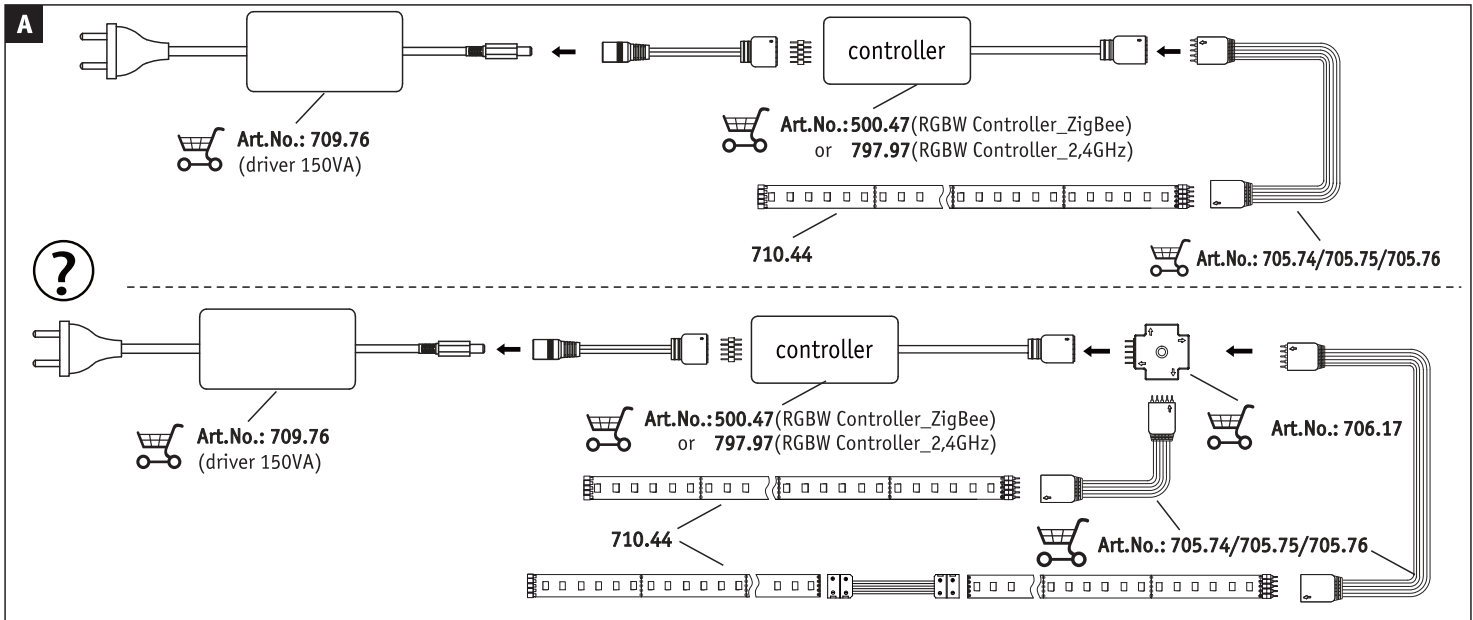 A
controller
Art.No.: 709.76
(driver 150VA)
Art.No.: 500.47(RGBW Controller_ZigBee)
or 797.97(RGBW Controller_2,4GHz)
710.44
Art.No.: 705.74/705.75/705.76
?
controller
Art.No.: 709.76
(driver 150VA)
Art.No.: 500.47(RGBW Controller_ZigBee)
or 797.97(RGBW Controller_2,4GHz)
Art.No.: 706.17
710.44
Art.No.: 705.74/705.75/705.76